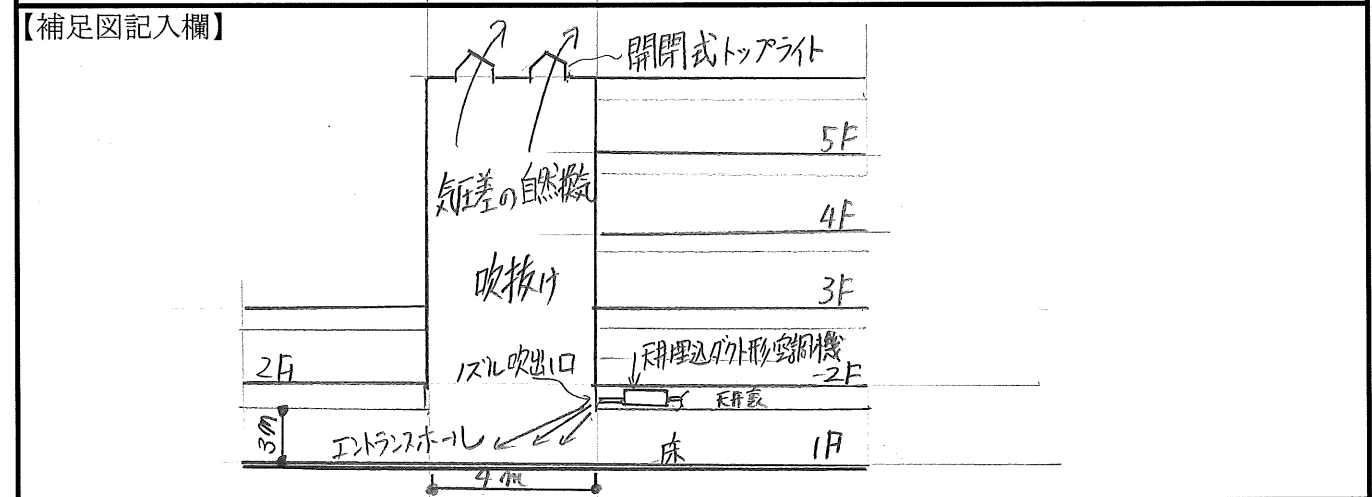 【補足図記入欄】
開閉式トップライト
5F
気圧差の自然換気
4F
吹抜け
3F
天井埋込ダクト形空調機
ノズル吹出口
2F
2F
天井裏
3m
エントランスホール
床
1F
4m